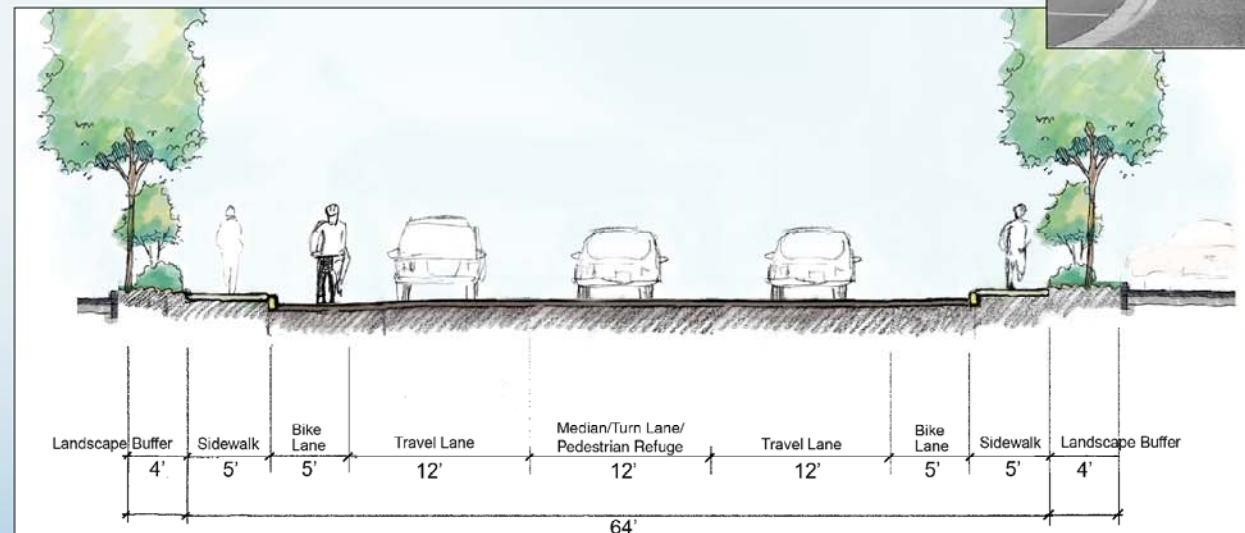 Landscape Buffer
Sidewalk
Bike
Lane
Travel Lane
Median/Turn Lane/
Pedestrian Refuge
Travel Lane
Bike
Lane
Sidewalk
Landscape Buffer
4' 5' 5' 12' 12' 12' 5' 5' 4'
64'